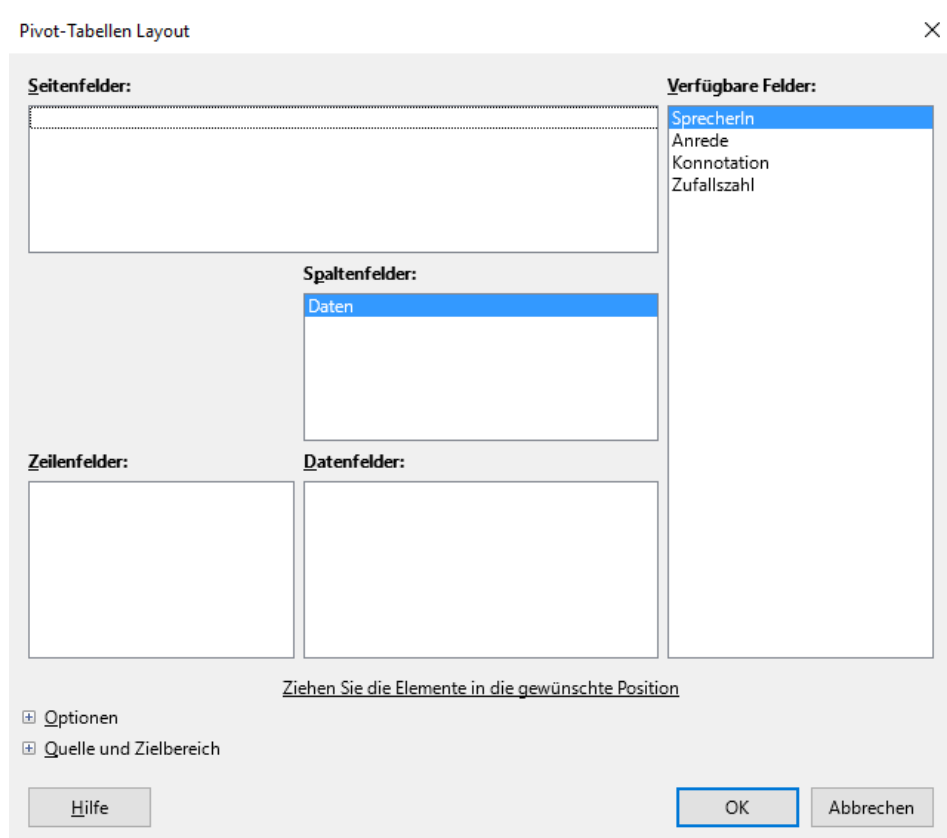 Pivot-Tabellen Layout
Seitenfelder:
Verfügbare Felder:
SprecherIn
Anrede
Konnotation
Zufallszahl
Spaltenfelder:
Daten
Zeilenfelder:
Datenfelder:
Ziehen Sie die Elemente in die gewünschte Position
Optionen
Quelle und Zielbereich
Hilfe
OK
Abbrechen